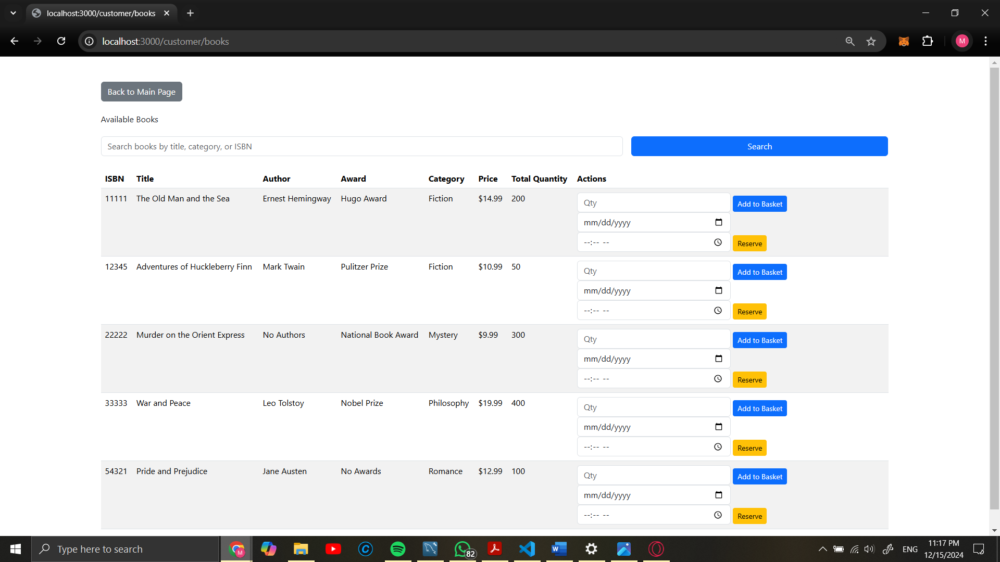 localhost:3000/customer/books
localhost:3000/customer/books
M
Back to Main Page
Available Books
Search books by title, category, or ISBN
Search
ISBN Title Author Award Category Price Total Quantity Actions
11111 The Old Man and the Sea Ernest Hemingway Hugo Award Fiction $14.99 200 Qty Add to Basket
mm/dd/yyyy
--:-- -- Reserve
12345 Adventures of Huckleberry Finn Mark Twain Pulitzer Prize Fiction $10.99 50 Qty Add to Basket
mm/dd/yyyy
--:-- -- Reserve
22222 Murder on the Orient Express No Authors National Book Award Mystery $9.99 300 Qty Add to Basket
mm/dd/yyyy
--:-- -- Reserve
33333 War and Peace Leo Tolstoy Nobel Prize Philosophy $19.99 400 Qty Add to Basket
mm/dd/yyyy
--:-- -- Reserve
54321 Pride and Prejudice Jane Austen No Awards Romance $12.99 100 Qty Add to Basket
mm/dd/yyyy
--:-- -- Reserve
Type here to search
M
82
ENG
11:17 PM
12/15/2024